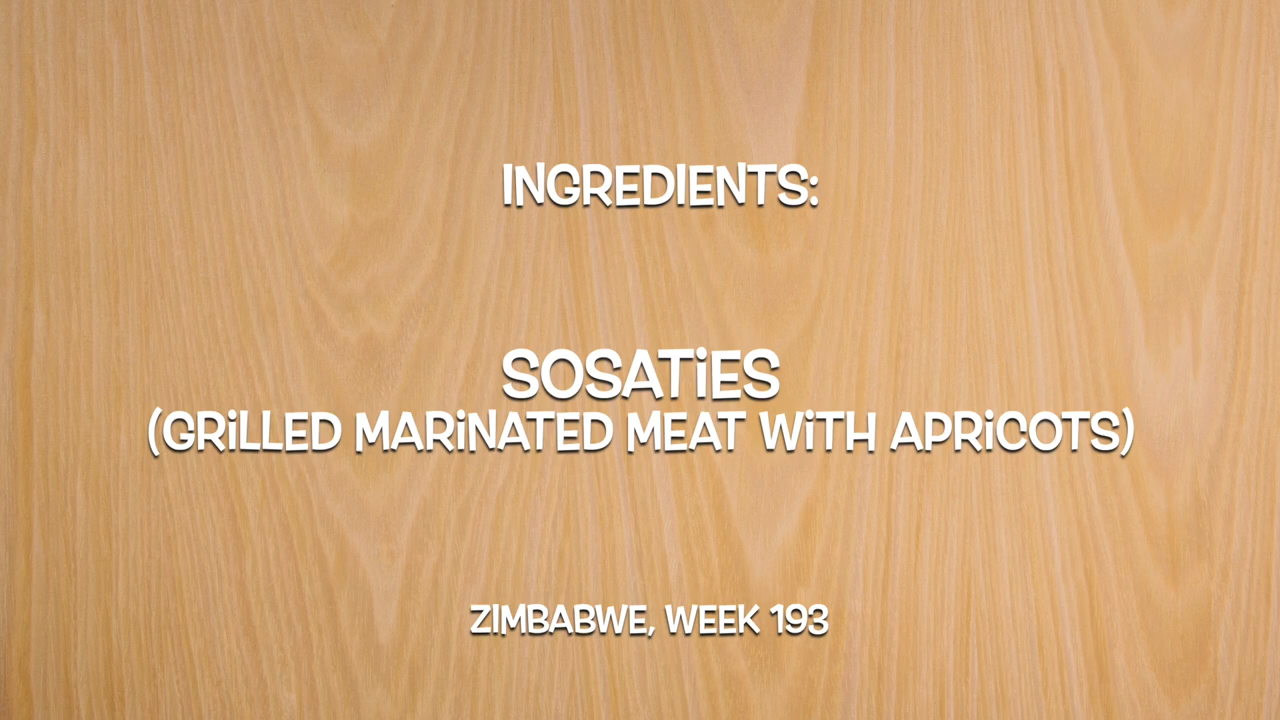 INGREDIENTS:
SOSATiES
(GRiLLED MARiNATED MEAT WiTH APRiCOTS)
ZIMBABWE, WEEK 193